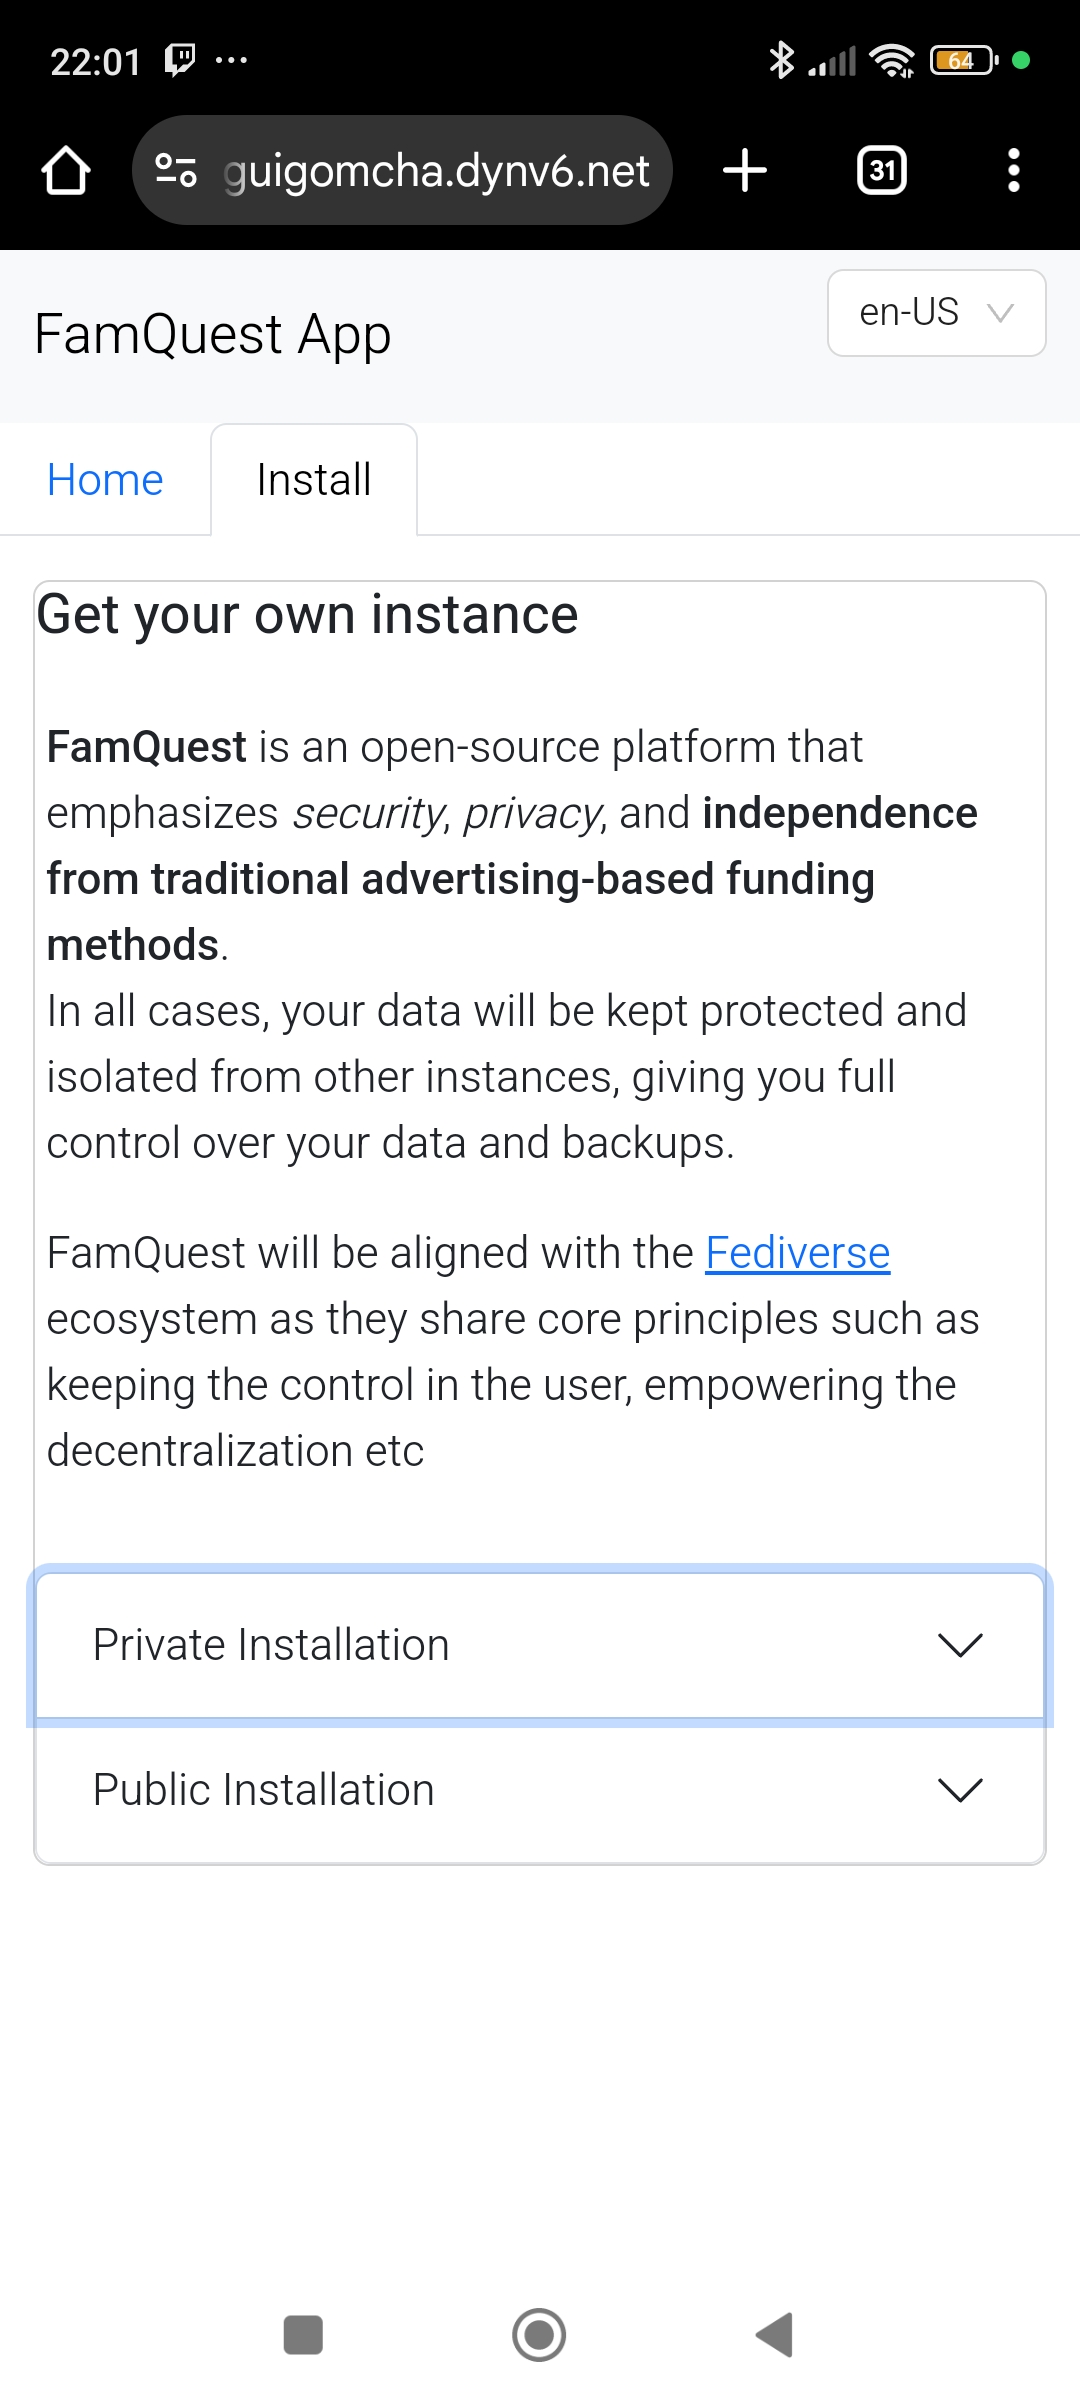 22:01
64
guigomcha.dynv6.net
31
FamQuest App
en-US
Home
Install
Get your own instance
FamQuest is an open-source platform that
emphasizes security, privacy, and independence
from traditional advertising-based funding
methods.
In all cases, your data will be kept protected and
isolated from other instances, giving you full
control over your data and backups.
FamQuest will be aligned with the Fediverse
ecosystem as they share core principles such as
keeping the control in the user, empowering the
decentralization etc
Private Installation
Public Installation